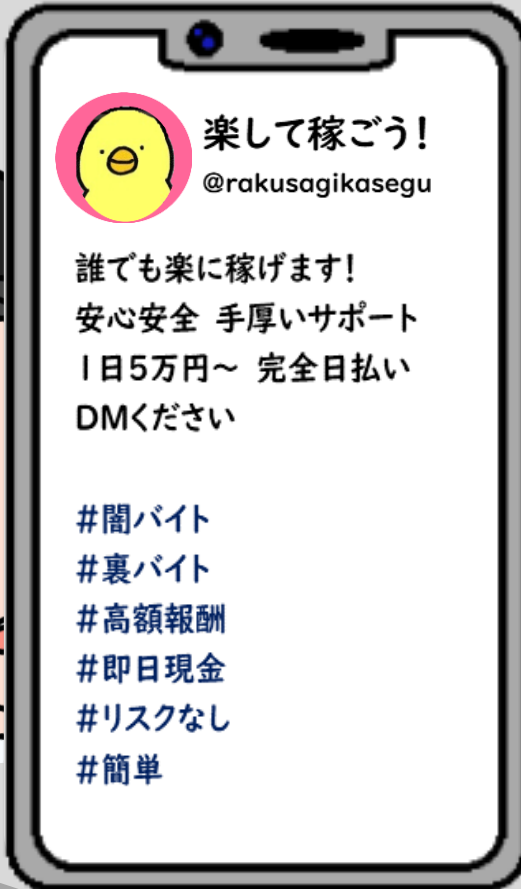 楽して稼ごう!
@rakusagikasegu
誰でも楽に稼げます!
安心安全 手厚いサポート
1日5万円～ 完全日払い
DMください
#闇バイト
#裏バイト
#高額報酬
#即日現金
#リスクなし
#簡単